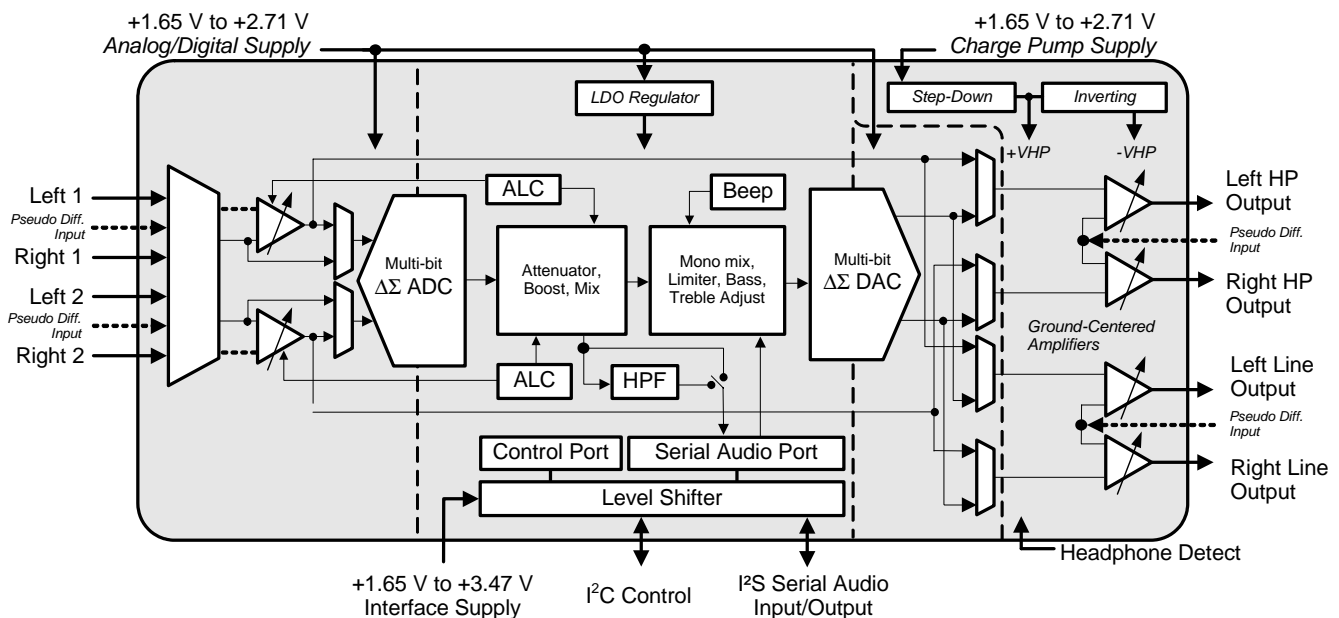 +1.65 V to +2.71 V
Analog/Digital Supply
+1.65 V to +2.71 V
Charge Pump Supply
LDO Regulator
Step-Down
Inverting
+VHP
-VHP
Left 1
Pseudo Diff.
Input
Right 1
Left 2
Pseudo Diff.
Input
Right 2
ALC
Beep
Multi-bit
ΔΣ ADC
Attenuator,
Boost, Mix
Mono mix,
Limiter, Bass,
Treble Adjust
Multi-bit
ΔΣ DAC
ALC
HPF
Control Port
Serial Audio Port
Level Shifter
Left HP
Output
Pseudo Diff.
Input
Right HP
Output
Ground-Centered
Amplifiers
Left Line
Output
Pseudo Diff.
Input
Right Line
Output
Headphone Detect
+1.65 V to +3.47 V
Interface Supply
I²C Control
I²S Serial Audio
Input/Output